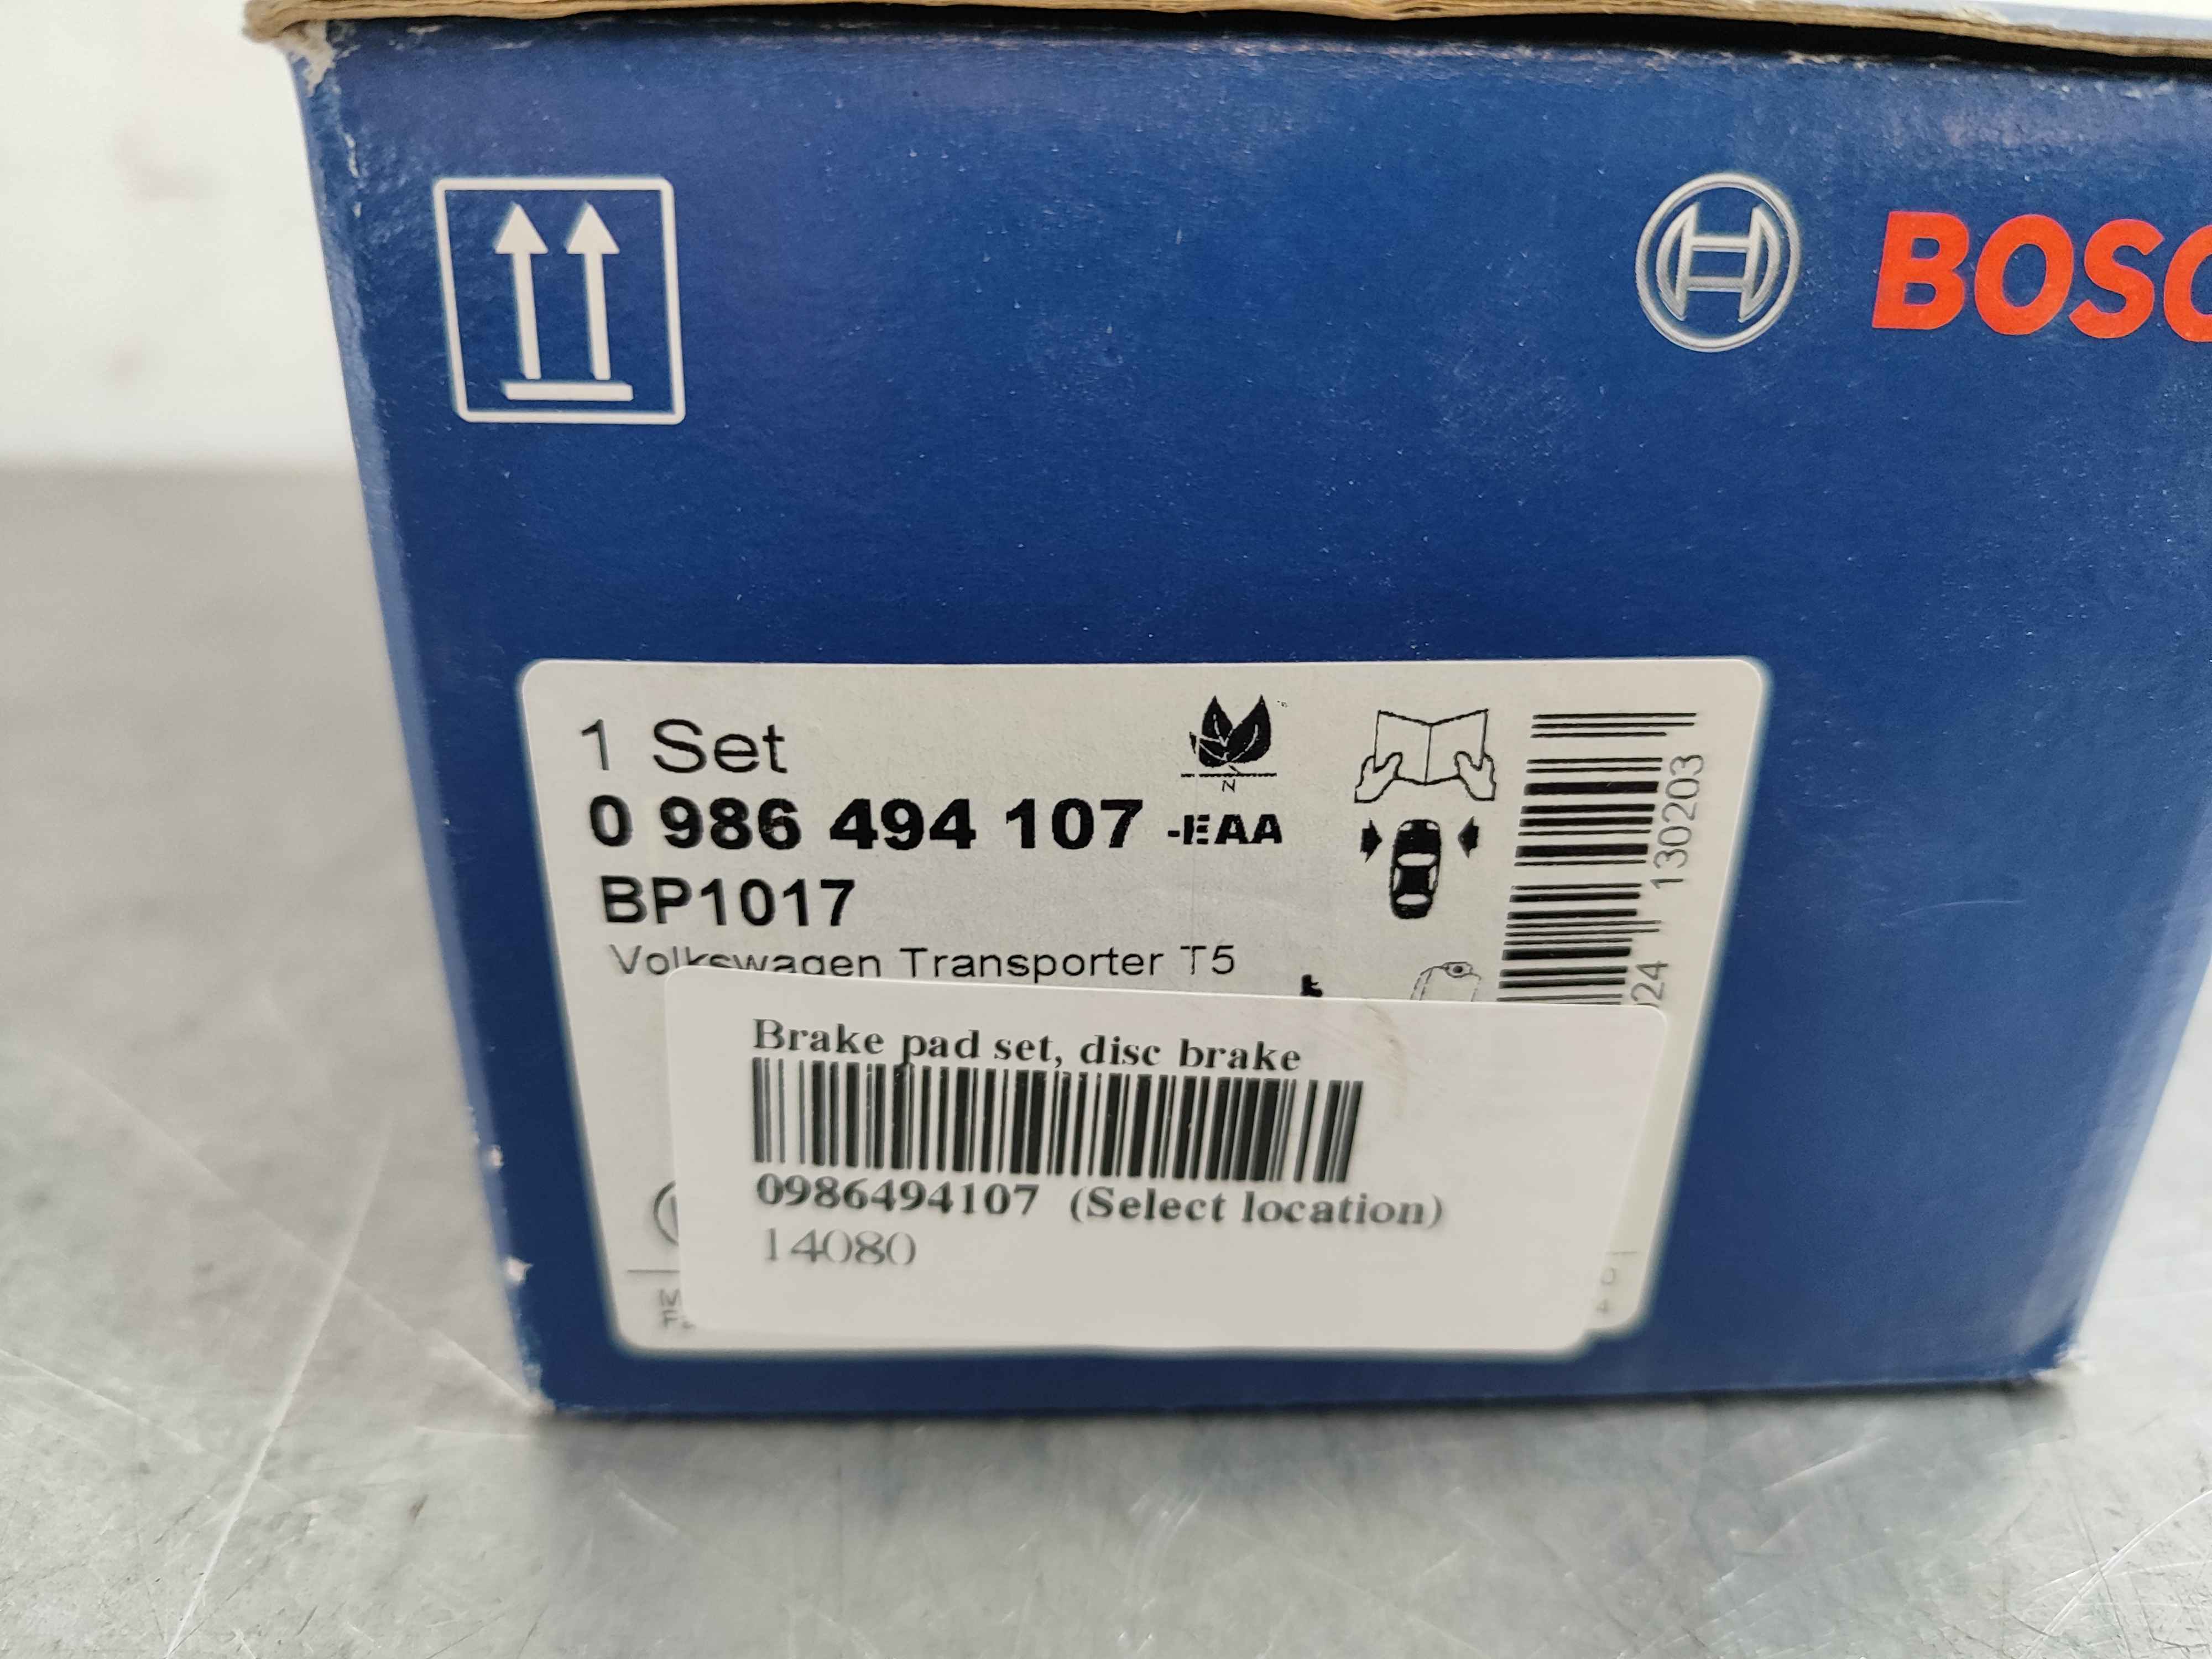 BOSC
1 Set
N
0 986 494 107 -EAA
BP1017
Volkswagen Transporter T5
24 130203
Brake pad set, disc brake
0986494107 (Select location)
14080